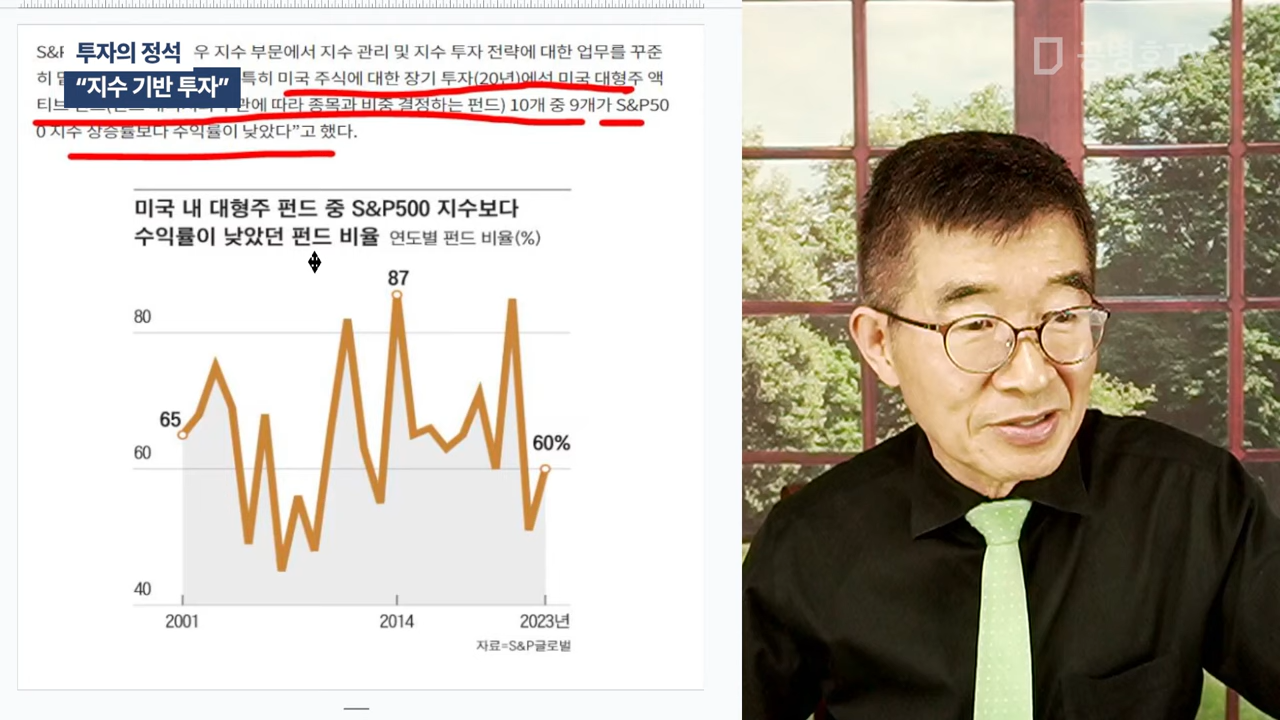 S&P
우 지수 부문에서 지수 관리 및 지수 투자 전략에 대한 업무를 꾸준
히
특히 미국 주식에 대한 장기 투자(20년)에선 미국 대형주 액
티브
에 따라 종목과 비중 결정하는 펀드) 10개 중 9개가 S&P50
0 지수 상승률보다 수익률이 낮았다”고 했다.
투자의 정석
“지수 기반 투자”
미국 내 대형주 펀드 중 S&P500 지수보다
수익률이 낮았던 펀드 비율 연도별 펀드 비율(%)
87
80
65
60%
60
40
2001
2014
2023년
자료=S&P글로벌